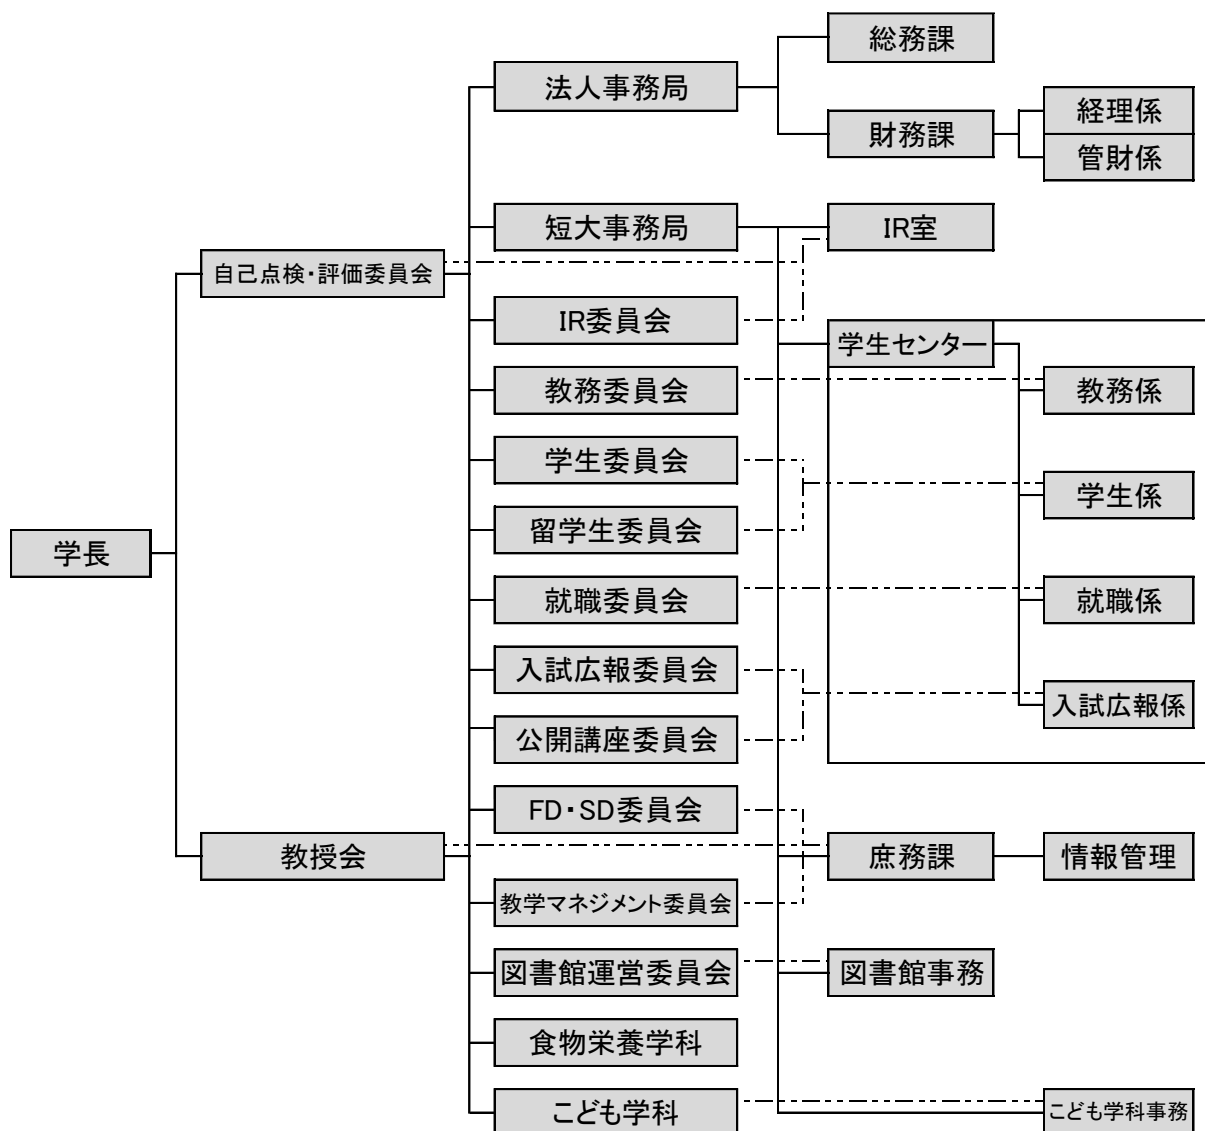 総務課
法人事務局
経理係
財務課
管財係
短大事務局
IR室
自己点検・評価委員会
IR委員会
学生センター
教務委員会
教務係
学生委員会
学生係
留学生委員会
学長
就職委員会
就職係
入試広報委員会
入試広報係
公開講座委員会
FD・SD委員会
教授会
庶務課
情報管理
教学マネジメント委員会
図書館運営委員会
図書館事務
食物栄養学科
こども学科
こども学科事務